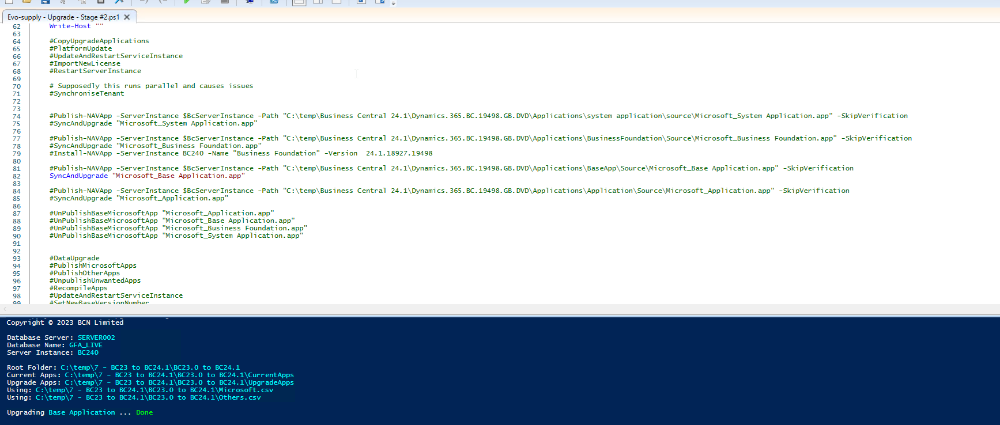 Evo-supply - Upgrade - Stage #2.ps1
62 Write-Host ""
63
64 #CopyUpgradeApplications
65 #PlatformUpdate
66 #UpdateAndRestartServiceInstance
67 #ImportNewLicense
68 #RestartServerInstance
69
70 # Supposedly this runs parallel and causes issues
71 #SynchroniseTenant
72
73
74 #Publish-NAVApp -ServerInstance $BcServerInstance -Path "C:\temp\Business Central 24.1\Dynamics.365.BC.19498.GB.DVD\Applications\system application\source\Microsoft_System Application.app" -SkipVerification
75 #SyncAndUpgrade "Microsoft_System Application.app"
76
77 #Publish-NAVApp -ServerInstance $BcServerInstance -Path "C:\temp\Business Central 24.1\Dynamics.365.BC.19498.GB.DVD\Applications\BusinessFoundation\Source\Microsoft_Business Foundation.app" -SkipVerification
78 #SyncAndUpgrade "Microsoft_Business Foundation.app"
79 #Install-NAVApp -ServerInstance BC240 -Name "Business Foundation" -Version  24.1.18927.19498
80
81 #Publish-NAVApp -ServerInstance $BcServerInstance -Path "C:\temp\Business Central 24.1\Dynamics.365.BC.19498.GB.DVD\Applications\BaseApp\Source\Microsoft_Base Application.app" -SkipVerification
82 SyncAndUpgrade "Microsoft_Base Application.app"
83
84 #Publish-NAVApp -ServerInstance $BcServerInstance -Path "C:\temp\Business Central 24.1\Dynamics.365.BC.19498.GB.DVD\Applications\Application\Source\Microsoft_Application.app" -SkipVerification
85 #SyncAndUpgrade "Microsoft_Application.app"
86
87 #UnPublishBaseMicrosoftApp "Microsoft_Application.app"
88 #UnPublishBaseMicrosoftApp "Microsoft_Base Application.app"
89 #UnPublishBaseMicrosoftApp "Microsoft_Business Foundation.app"
90 #UnPublishBaseMicrosoftApp "Microsoft_System Application.app"
91
92
93 #DataUpgrade
94 #PublishMicrosoftApps
95 #PublishOtherApps
96 #UnpublishUnwantedApps
97 #RecompileApps
98 #UpdateAndRestartServiceInstance
99 #SetNewBaseVersionNumber
Copyright © 2023 BCN Limited
Database Server: SERVER002
Database Name: GFA_LIVE
Server Instance: BC240
Root Folder: C:\temp\7 - BC23 to BC24.1\BC23.0 to BC24.1
Current Apps: C:\temp\7 - BC23 to BC24.1\BC23.0 to BC24.1\CurrentApps
Upgrade Apps: C:\temp\7 - BC23 to BC24.1\BC23.0 to BC24.1\UpgradeApps
Using: C:\temp\7 - BC23 to BC24.1\BC23.0 to BC24.1\Microsoft.csv
Using: C:\temp\7 - BC23 to BC24.1\BC23.0 to BC24.1\Others.csv
Upgrading Base Application ... Done